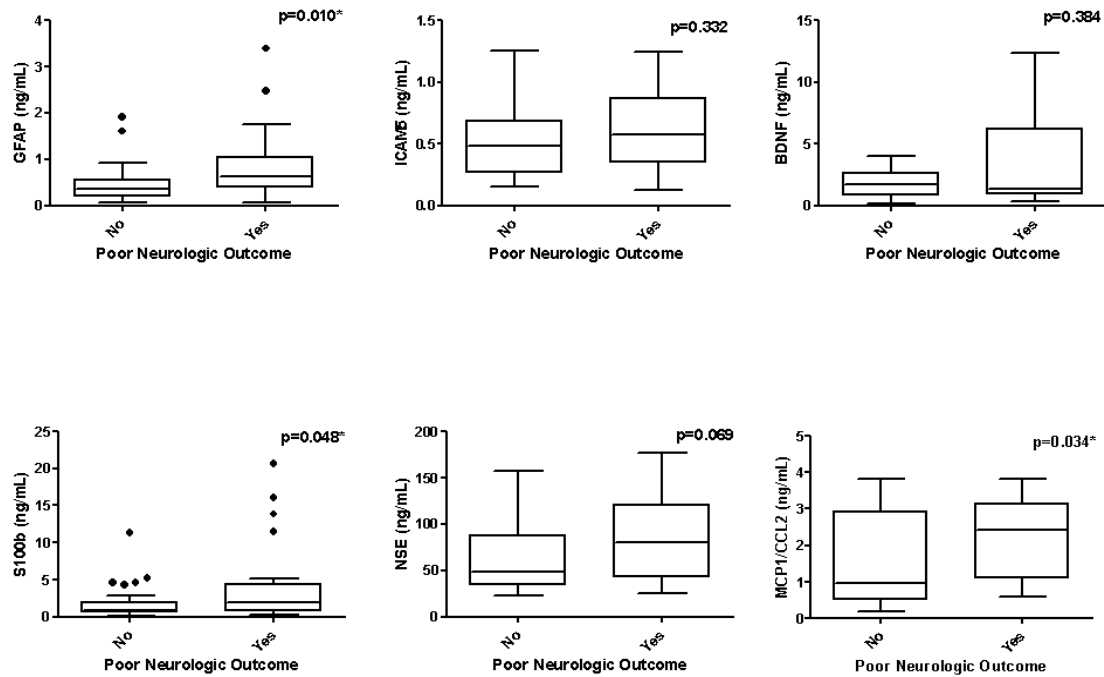 p=0.010*
GFAP (ng/mL)
4
3
2
1
0
No
Yes
Poor Neurologic Outcome
p=0.332
ICAM5 (ng/mL)
1.5
1.0
0.5
0.0
No
Yes
Poor Neurologic Outcome
p=0.384
BDNF (ng/mL)
15
10
5
0
No
Yes
Poor Neurologic Outcome
p=0.048*
S100b (ng/mL)
25
20
15
10
5
0
No
Yes
Poor Neurologic Outcome
p=0.069
NSE (ng/mL)
200
150
100
50
0
No
Yes
Poor Neurologic Outcome
p=0.034*
MCP1/CCL2 (ng/mL)
5
4
3
2
1
0
No
Yes
Poor Neurologic Outcome